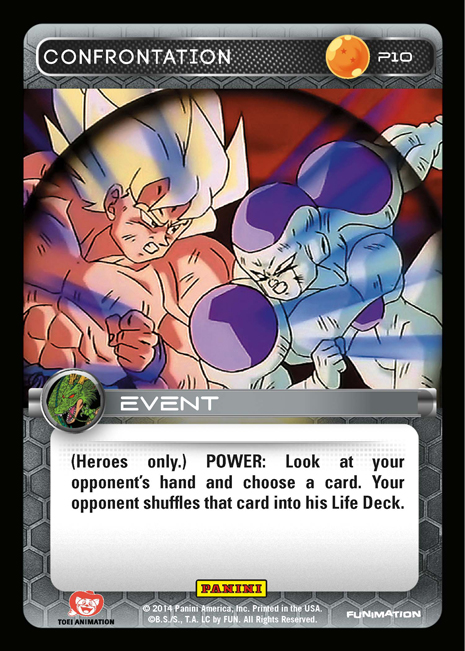 CONFRONTATION
P10
EVENT
(Heroes only.) POWER: Look at your
opponent's hand and choose a card. Your
opponent shuffles that card into his Life Deck.
PANINI
TOEI ANIMATION
© 2014 Panini America, Inc. Printed in the USA.
©B.S./S., T.A. LC by FUN. All Rights Reserved.
FUNIMATION